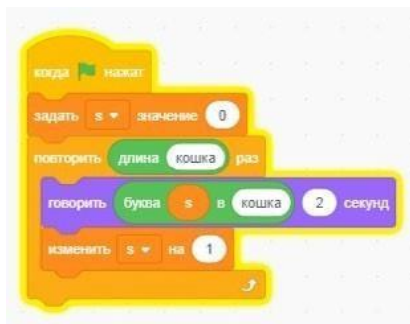 когда нажат
задать s значение 0
повторить длина кошка раз
говорить буква s в кошка 2 секунд
изменить s на 1